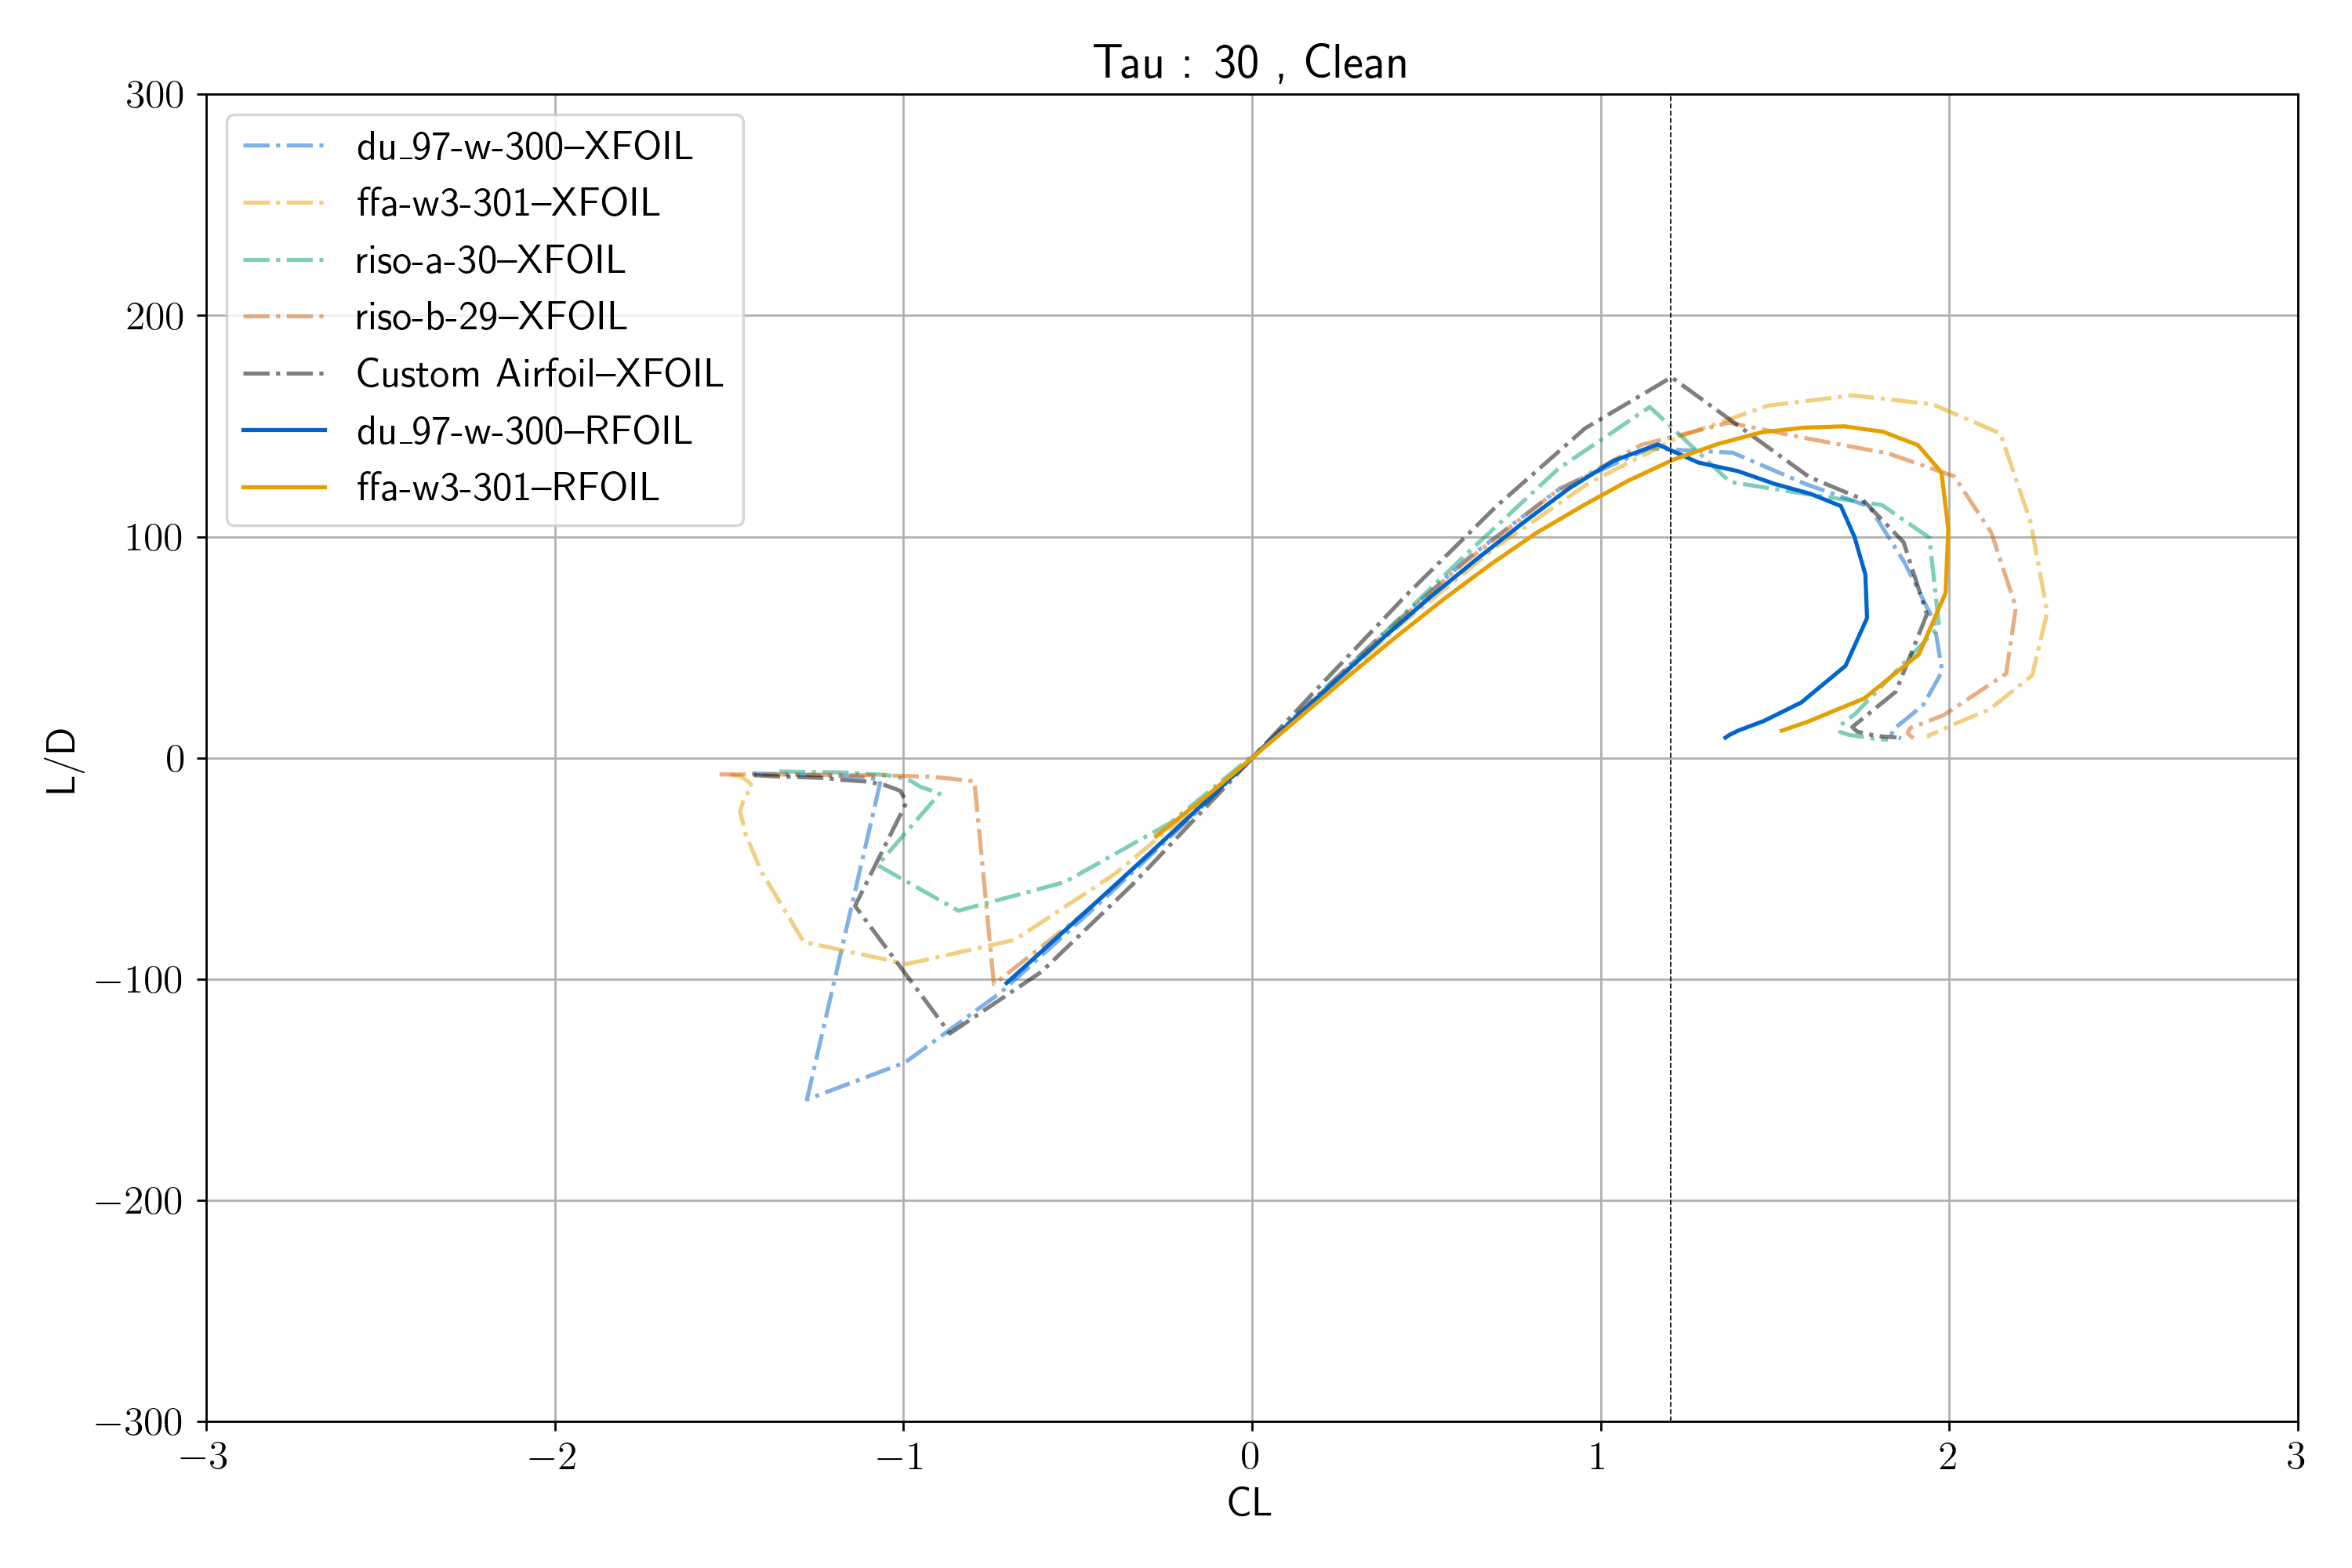 Tau : 30 , Clean
300
200
100
0
−100
−200
−300
L/D
du_97-w-300–XFOIL
ffa-w3-301–XFOIL
riso-a-30–XFOIL
riso-b-29–XFOIL
Custom Airfoil–XFOIL
du_97-w-300–RFOIL
ffa-w3-301–RFOIL
−3 −2 −1 0 1 2 3
CL